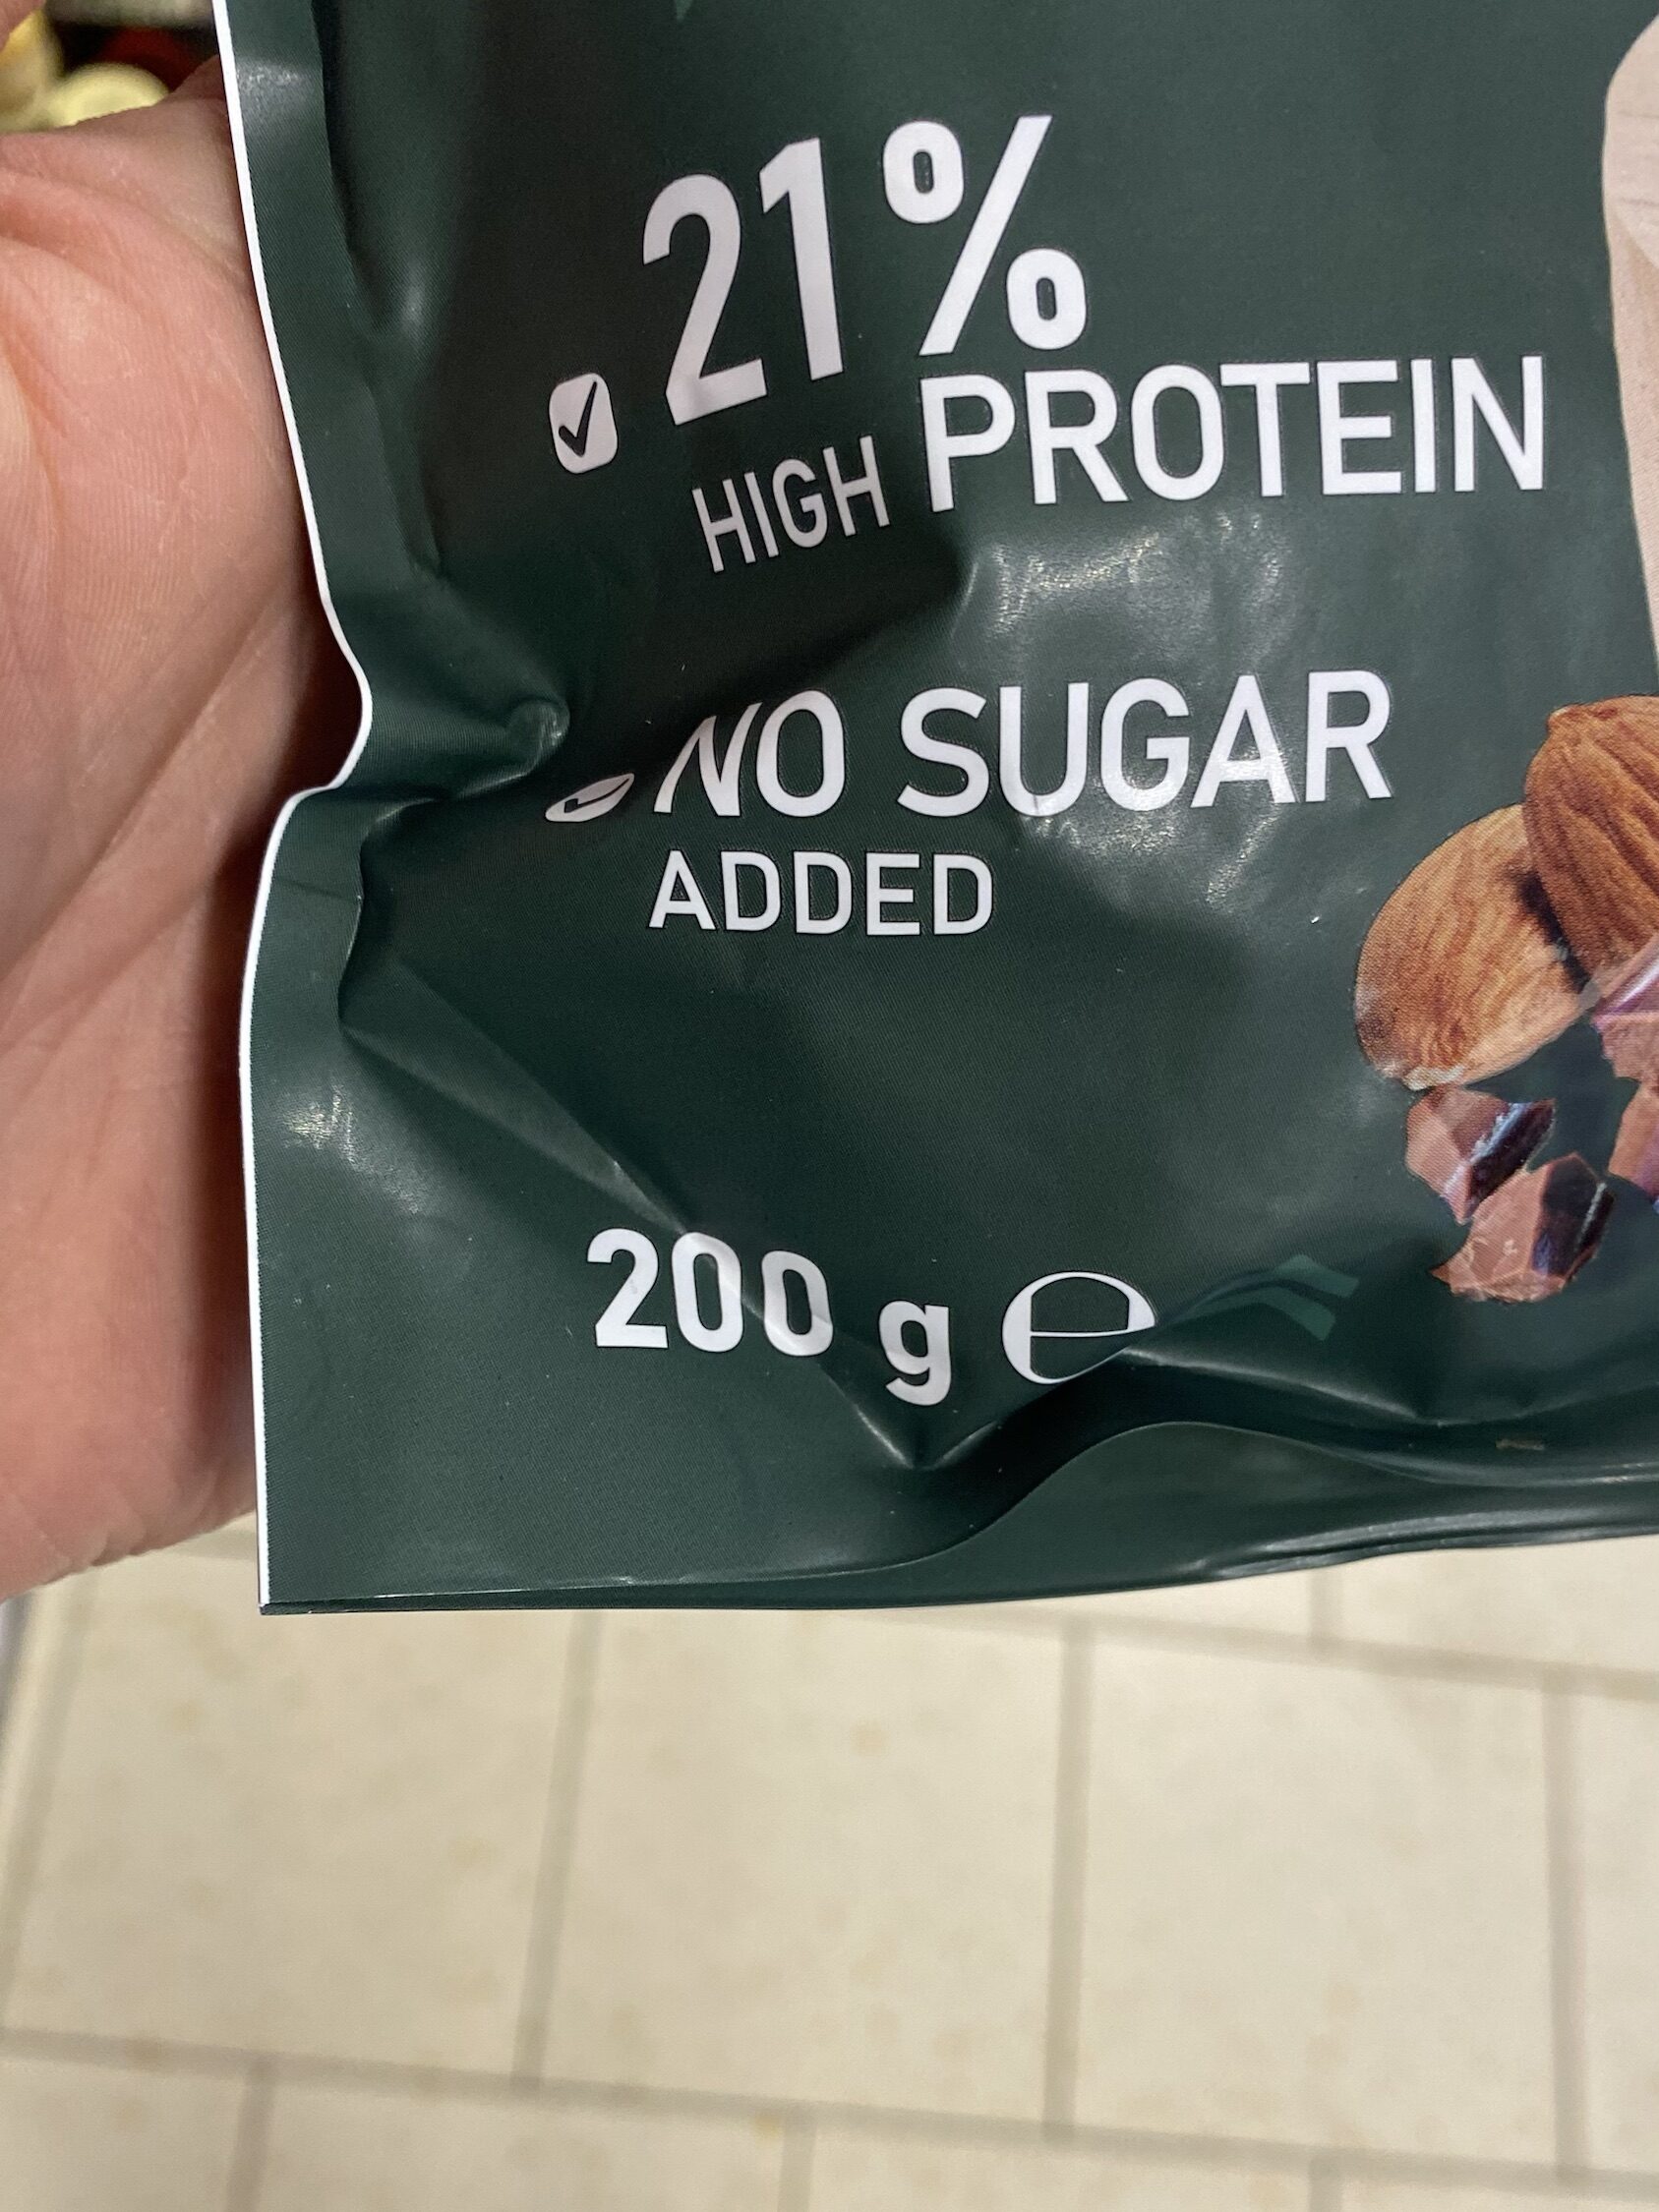 21%
HIGH PROTEIN
NO SUGAR
ADDED
200 g ℮